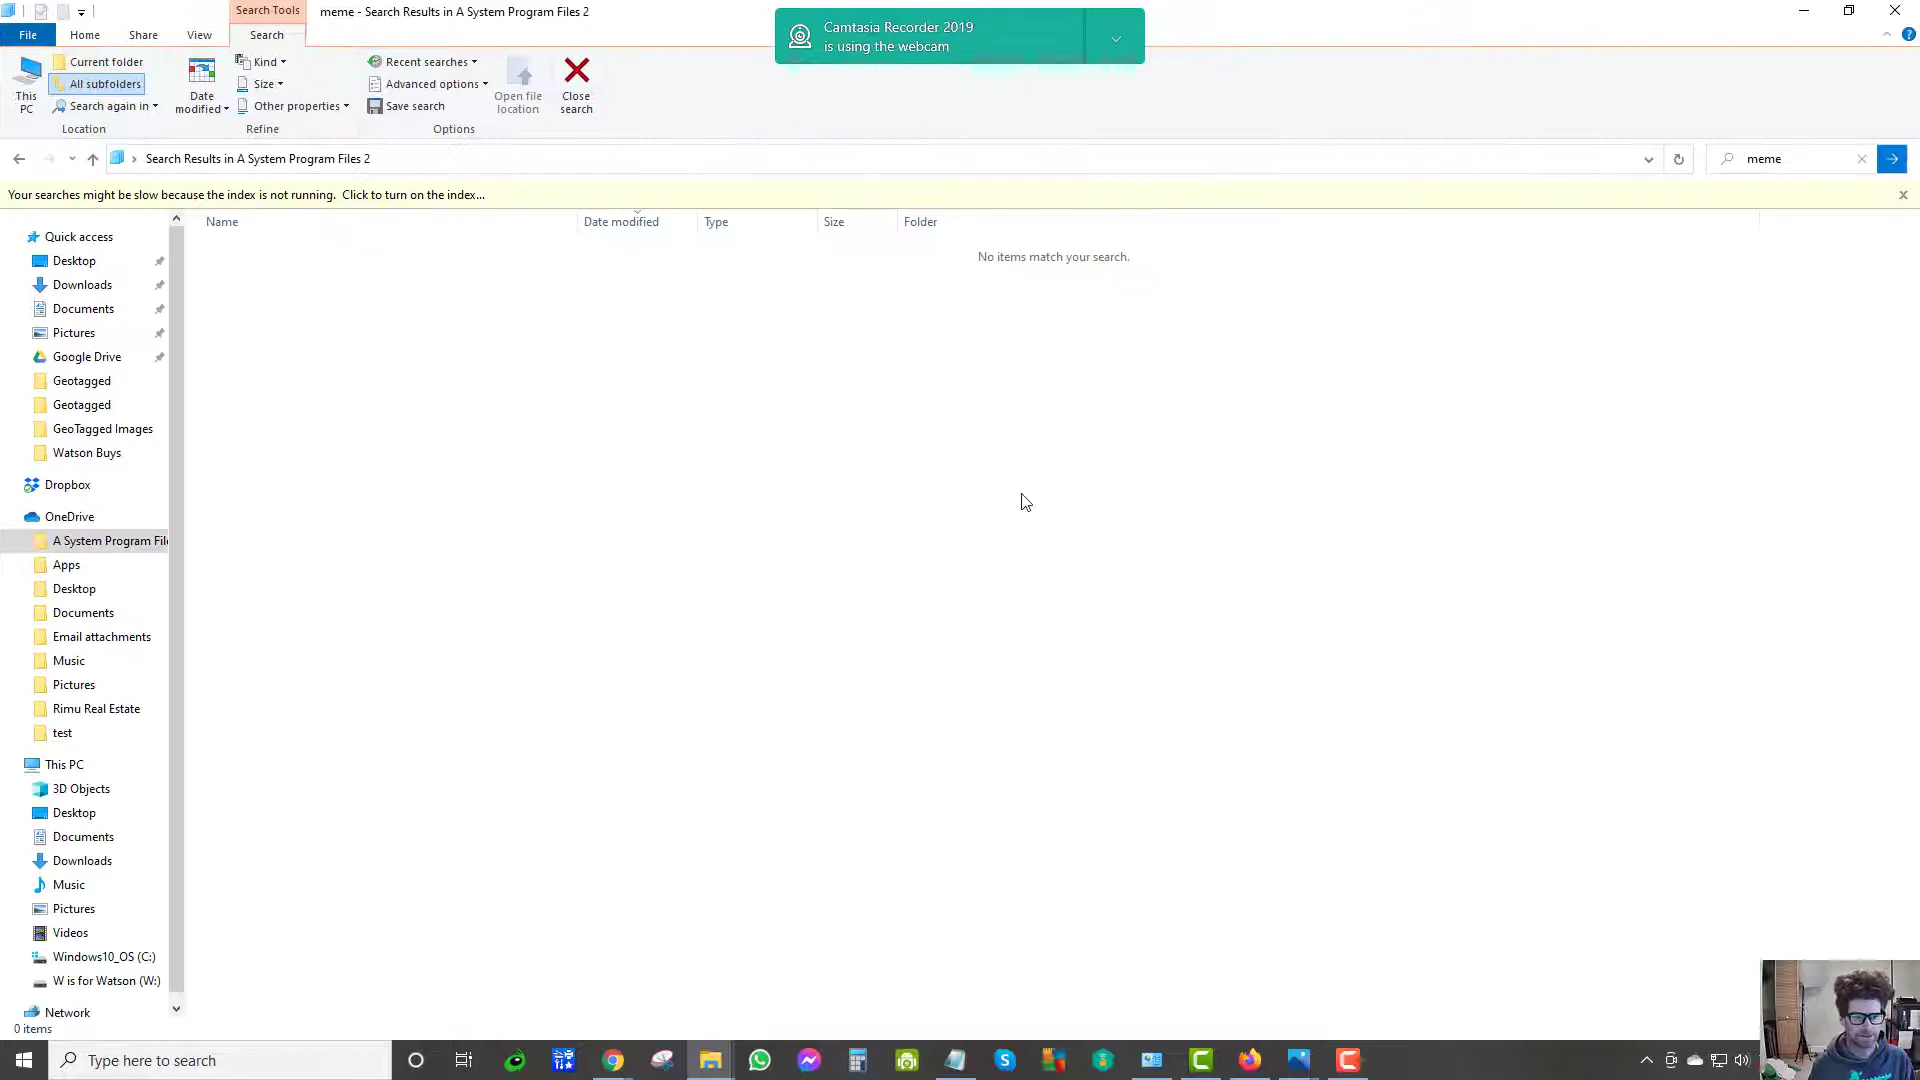 Search Tools
meme - Search Results in A System Program Files 2
Camtasia Recorder 2019
is using the webcam
File
Home
Share
View
Search
This PC
Current folder
All subfolders
Search again in
Location
Date modified
Kind
Size
Other properties
Refine
Recent searches
Advanced options
Save search
Options
Open file location
Close search
Search Results in A System Program Files 2
meme
Your searches might be slow because the index is not running. Click to turn on the index...
Name
Date modified
Type
Size
Folder
No items match your search.
Quick access
Desktop
Downloads
Documents
Pictures
Google Drive
Geotagged
Geotagged
GeoTagged Images
Watson Buys
Dropbox
OneDrive
A System Program File
Apps
Desktop
Documents
Email attachments
Music
Pictures
Rimu Real Estate
test
This PC
3D Objects
Desktop
Documents
Downloads
Music
Pictures
Videos
Windows10_OS (C:)
W is for Watson (W:)
Network
0 items
Type here to search